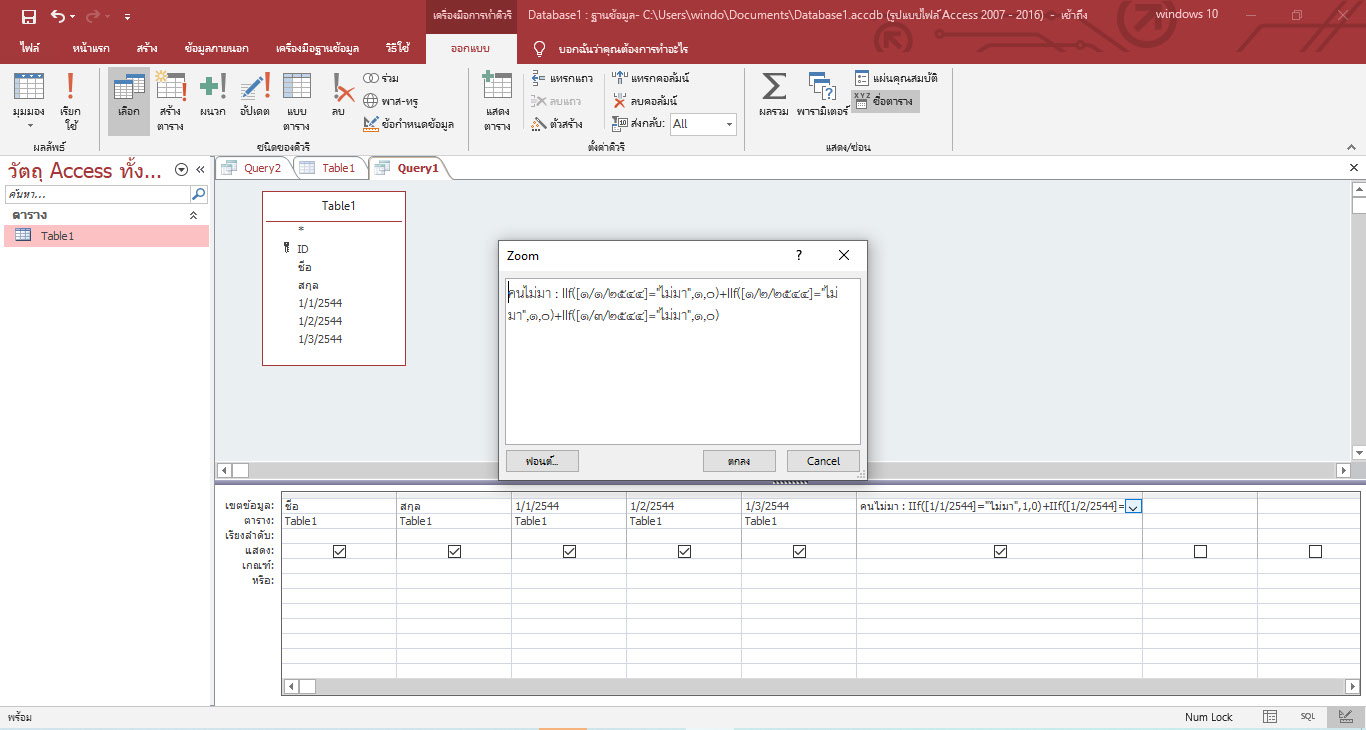 เครื่องมือการทำคิวรี
Database1 : ฐานข้อมูล- C:\Users\windo\Documents\Database1.accdb (รูปแบบไฟล์ Access 2007 - 2016) - เข้าถึง
windows 10
ไฟล์ หน้าแรก สร้าง ข้อมูลภายนอก เครื่องมือฐานข้อมูล วิธีใช้ ออกแบบ บอกฉันว่าคุณต้องการทำอะไร
มุมมอง
เรียกใช้
ผลลัพธ์
เลือก
สร้างตาราง
ผนวก
อัปเดต
แบบตาราง
ลบ
ร่วม
พาส-ทรู
ข้อกำหนดข้อมูล
ชนิดของคิวรี
แสดงตาราง
แทรกแถว
ลบแถว
ตัวสร้าง
แทรกคอลัมน์
ลบคอลัมน์
ส่งกลับ: All
ตั้งค่าคิวรี
ผลรวม
พารามิเตอร์
แผ่นคุณสมบัติ
XYZ
ชื่อตาราง
แสดง/ซ่อน
วัตถุ Access ทั้ง...
ค้นหา...
ตาราง
Table1
Query2 Table1 Query1
Table1
*
ID
ชื่อ
สกุล
1/1/2544
1/2/2544
1/3/2544
Zoom
คนไม่มา : IIf([๑/๑/๒๕๔๔]="ไม่มา",๑,๐)+IIf([๑/๒/๒๕๔๔]="ไม่
มา",๑,๐)+IIf([๑/๓/๒๕๔๔]="ไม่มา",๑,๐)
ฟอนต์... ตกลง Cancel
เขตข้อมูล: ชื่อ สกุล 1/1/2544 1/2/2544 1/3/2544 คนไม่มา : IIf([1/1/2544]="ไม่มา",1,0)+IIf([1/2/2544]=
ตาราง: Table1 Table1 Table1 Table1 Table1
เรียงลำดับ:
แสดง:
เกณฑ์:
หรือ:
พร้อม
Num Lock
SQL